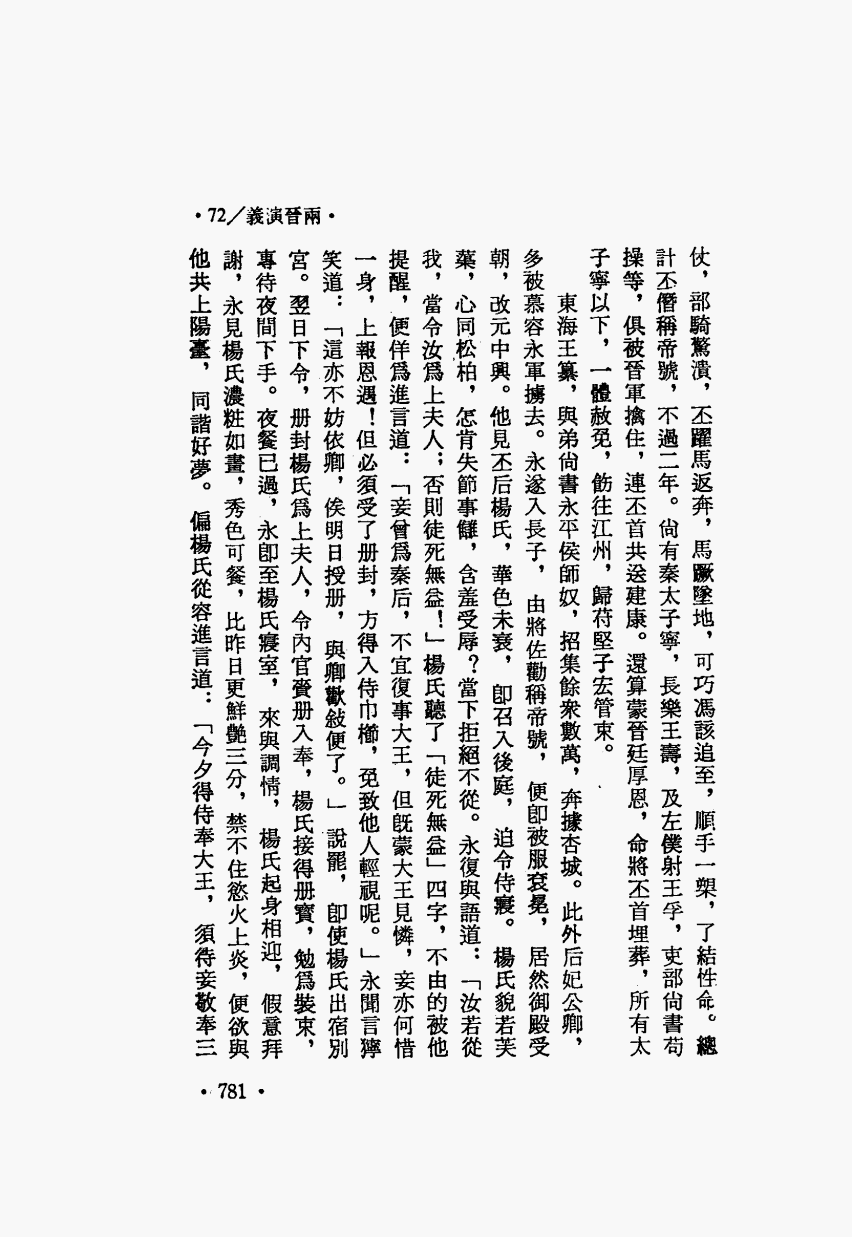 ・72／義演晉兩・
仗，部騎驚潰，丕躍馬返奔，馬蹶墜地，可巧馮該追至，順手一槊，了結性命。總
計丕僭稱帝號，不過二年。尙有秦太子寧，長樂王壽，及左僕射王孚，吏部尙書苟
操等，俱被晉軍擒住，連丕首共送建康。還算蒙晉廷厚恩，命將丕首埋葬，所有太
子寧以下，一體赦免，飭往江州，歸苻堅子宏管束。
東海王纂，與弟尙書永平侯師奴，招集餘衆數萬，奔據杏城。此外后妃公卿，
多被慕容永軍擄去。永遂入長子，由將佐勸稱帝號，便卽被服袞冕，居然御殿受
朝，改元中興。他見丕后楊氏，華色未衰，卽召入後庭，迫令侍寢。楊氏貌若芙
蕖，心同松柏，怎肯失節事讎，含羞受辱？當下拒絕不從。永復與語道：「汝若從
我，當令汝爲上夫人；否則徒死無益！」楊氏聽了「徒死無益」四字，不由的被他
提醒，便佯爲進言道：「妾曾爲秦后，不宜復事大王，但旣蒙大王見憐，妾亦何惜
一身，上報恩遇！但必須受了册封，方得入侍巾櫛，免致他人輕視呢。」永聞言獰
笑道：「這亦不妨依卿，俟明日授册，與卿歡敍便了。」說罷，卽使楊氏出宿別
宮。翌日下令，册封楊氏爲上夫人，令內官賫册入奉，楊氏接得册寶，勉爲裝束，
專待夜間下手。夜餐已過，永卽至楊氏寢室，來與調情，楊氏起身相迎，假意拜
謝，永見楊氏濃粧如畫，秀色可餐，比昨日更鮮艷三分，禁不住慾火上炎，便欲與
他共上陽臺，同諧好夢。偏楊氏從容進言道：「今夕得侍奉大王，須待妾敬奉三
・781・